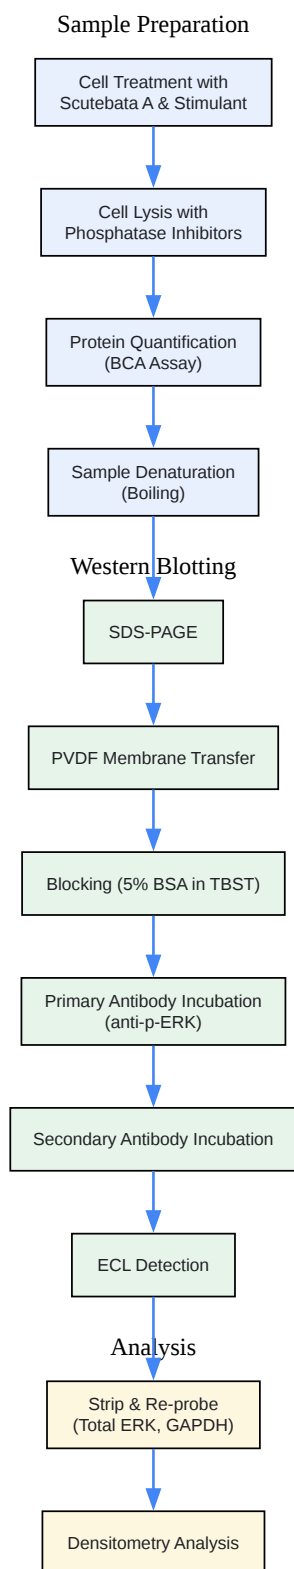 Sample Preparation
Cell Treatment with
Scutebata A & Stimulant
Cell Lysis with
Phosphatase Inhibitors
Protein Quantification
(BCA Assay)
Sample Denaturation
(Boiling)
Western Blotting
SDS-PAGE
PVDF Membrane Transfer
Blocking (5% BSA in TBST)
Primary Antibody Incubation
(anti-p-ERK)
Secondary Antibody Incubation
ECL Detection
Analysis
Strip & Re-probe
(Total ERK, GAPDH)
Densitometry Analysis